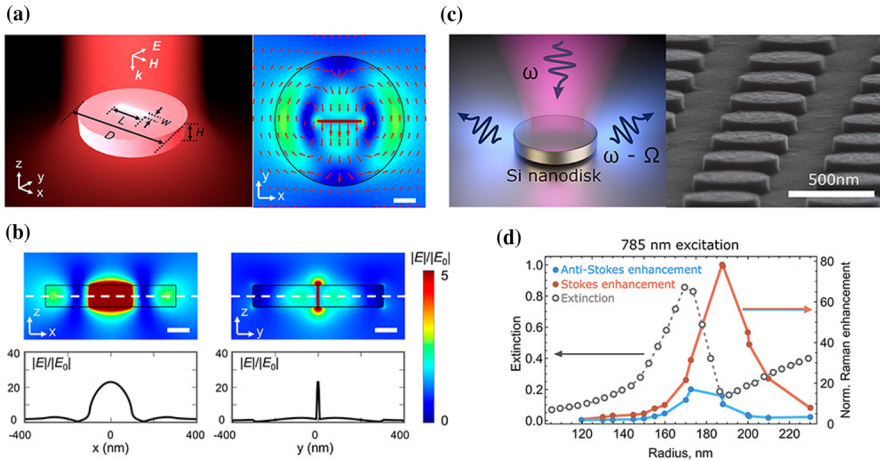 (a)
E
H
k
L
w
D
H
z
y
x
y
x
(c)
ω
ω - Ω
Si nanodisk
500nm
(b)
|E|/|E0|
5
0
z
x
z
y
40
20
0
|E|/|E0|
-400
0
400
x (nm)
40
20
0
|E|/|E0|
-400
0
400
y (nm)
(d)
785 nm excitation
Anti-Stokes enhancement
Stokes enhancement
Extinction
Extinction
1.0
0.8
0.6
0.4
0.2
0.0
Norm. Raman enhancement
80
60
40
20
0
120
140
160
180
200
220
Radius, nm